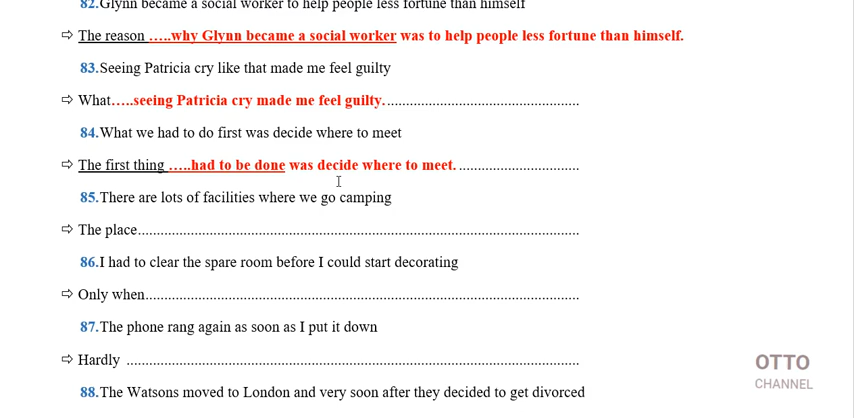 82.Glynn became a social worker to help people less fortune than himself
⇨ The reason …..why Glynn became a social worker was to help people less fortune than himself.
83.Seeing Patricia cry like that made me feel guilty
⇨ What…..seeing Patricia cry made me feel guilty...................................................
84.What we had to do first was decide where to meet
⇨ The first thing …..had to be done was decide where to meet. ...............................
85.There are lots of facilities where we go camping
⇨ The place...............................................................................................................
86.I had to clear the spare room before I could start decorating
⇨ Only when.............................................................................................................
87.The phone rang again as soon as I put it down
⇨ Hardly ..................................................................................................................
88.The Watsons moved to London and very soon after they decided to get divorced
OTTO
CHANNEL